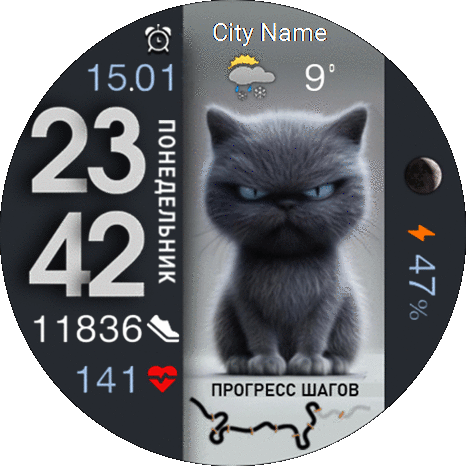 City Name
15.01
9°
23
ПОНЕДЕЛЬНИК
42
47%
11836
141
ПРОГРЕСС ШАГОВ